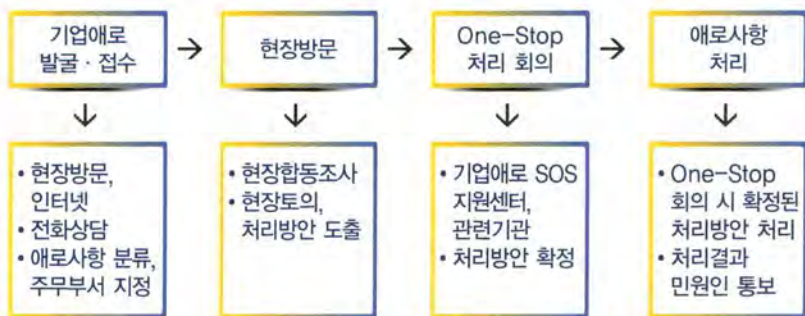 기업애로
발굴 · 접수
→
현장방문
→
One-Stop
처리 회의
→
애로사항
처리
↓
↓
↓
↓
• 현장방문,
인터넷
• 전화상담
• 애로사항 분류,
주무부서 지정
• 현장합동조사
• 현장토의,
처리방안 도출
• 기업애로 SOS
지원센터,
관련기관
• 처리방안 확정
• One-Stop
회의 시 확정된
처리방안 처리
• 처리결과
민원인 통보